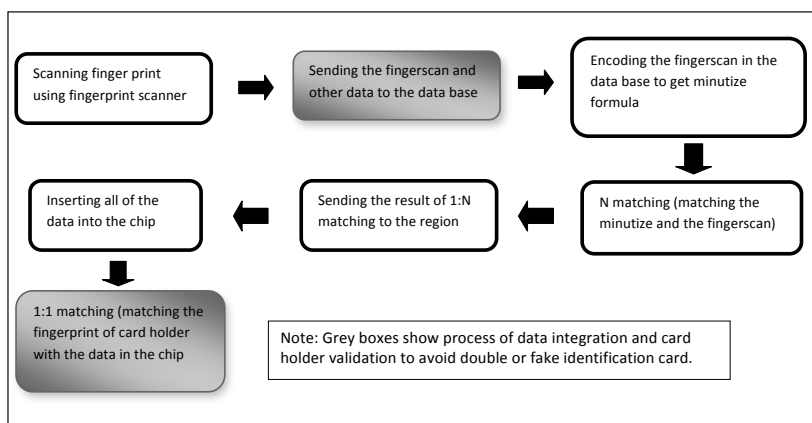 Scanning finger print
using fingerprint scanner
Sending the fingerscan and
other data to the data base
Encoding the fingerscan in the
data base to get minutize
formula
N matching (matching the
minutize and the fingerscan)
Sending the result of 1:N
matching to the region
Inserting all of the
data into the chip
1:1 matching (matching the
fingerprint of card holder
with the data in the chip
Note: Grey boxes show process of data integration and card
holder validation to avoid double or fake identification card.